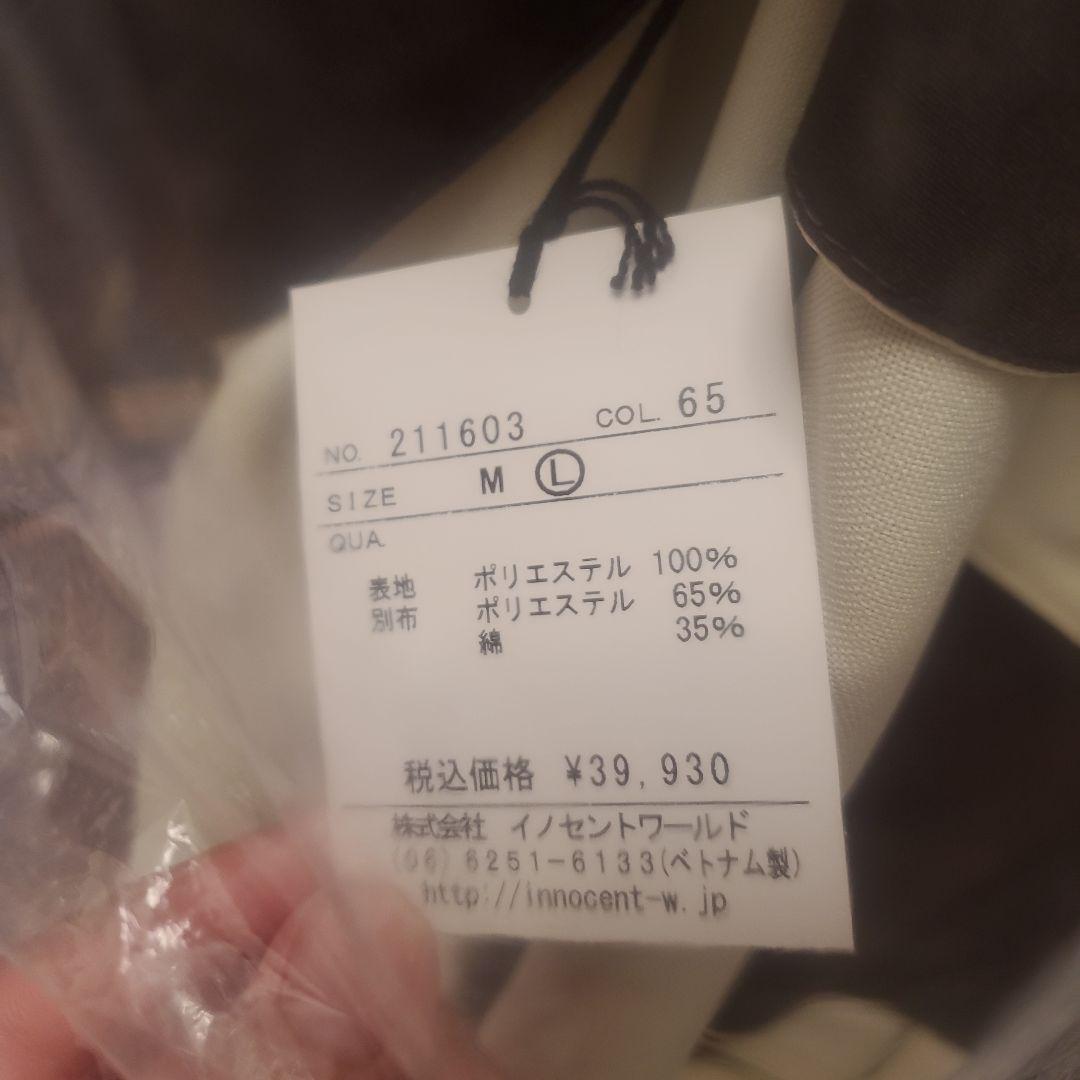 NO. 211603 COL. 65
SIZE M Ⓛ
QUA.
表地 ポリエステル 100%
別布 ポリエステル 65%
綿 35%
税込価格 ¥39,930
株式会社 イノセントワールド
(06) 6251-6133(ベトナム製)
http://innocent-w.jp